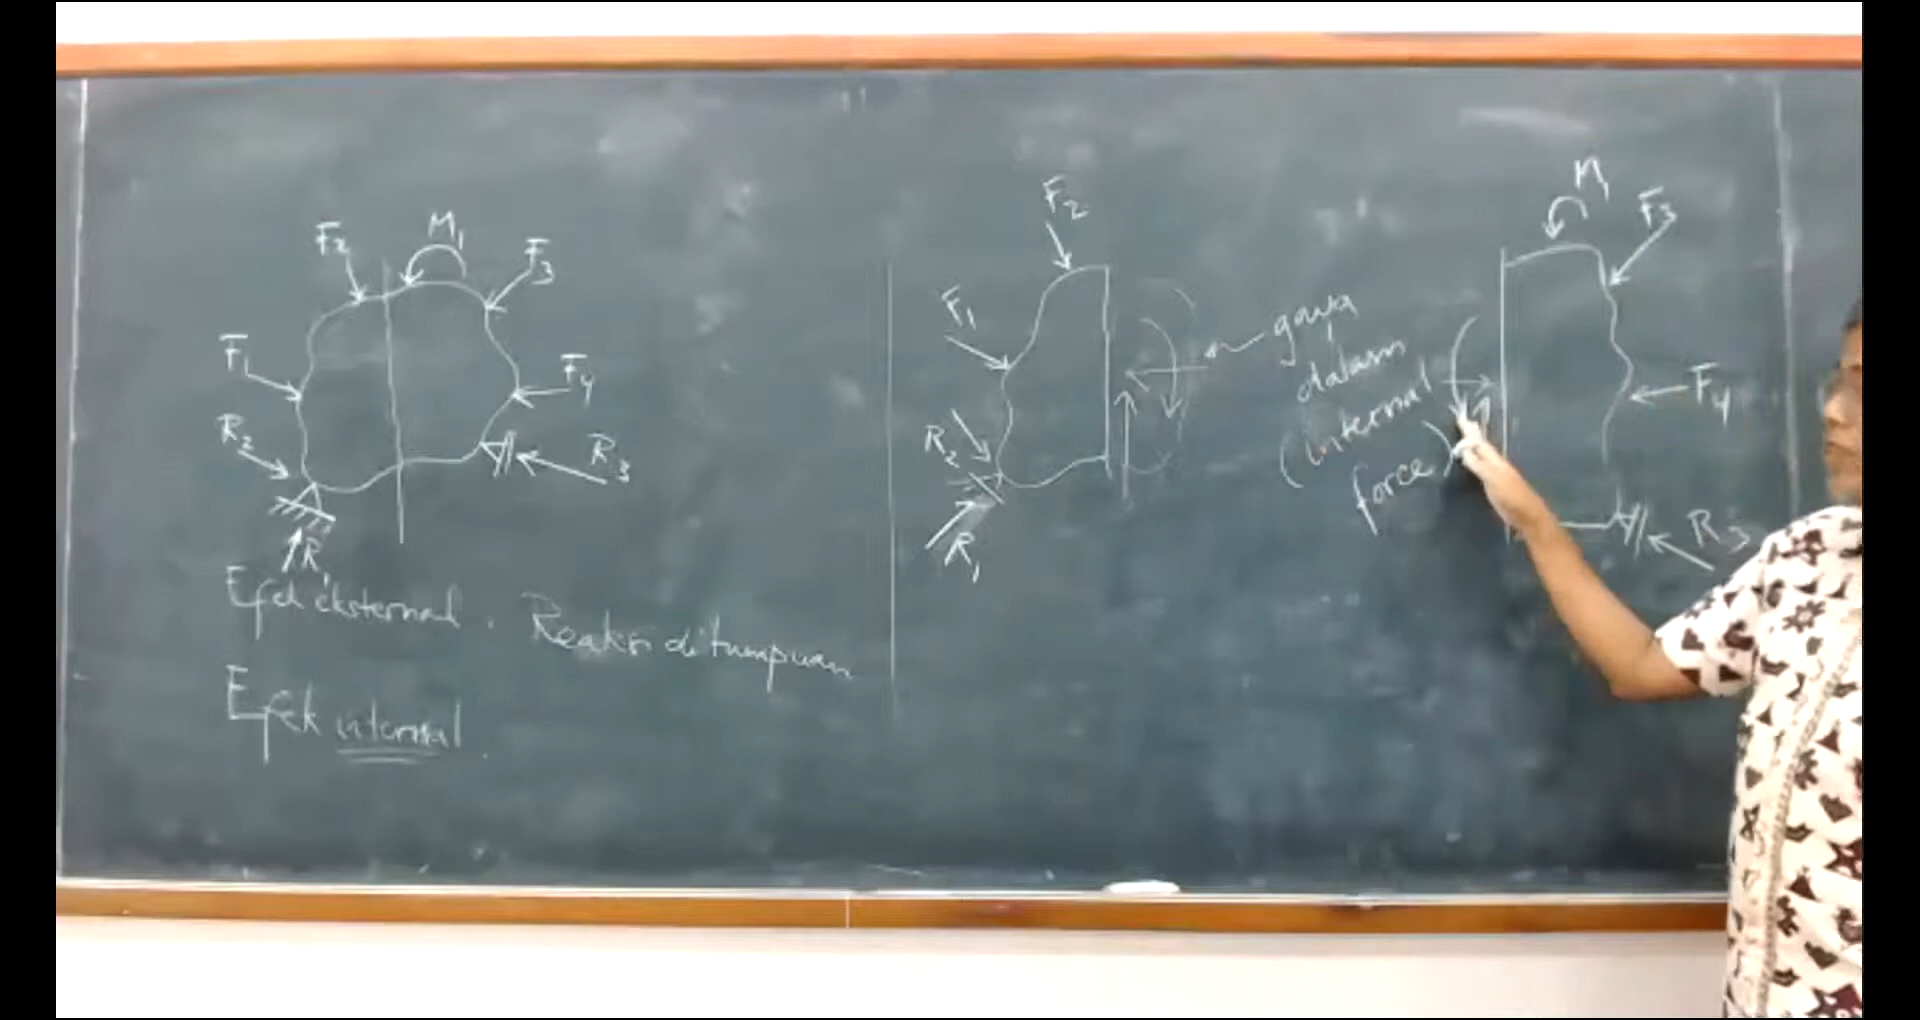 M1
F2
F3
F1
F4
R2
R3
R1
Efek eksternal. Reaksi di tumpuan
Efek internal.
F2
F1
R2
R1
gaya
dalam
(internal
force)
M1
F3
F4
R3